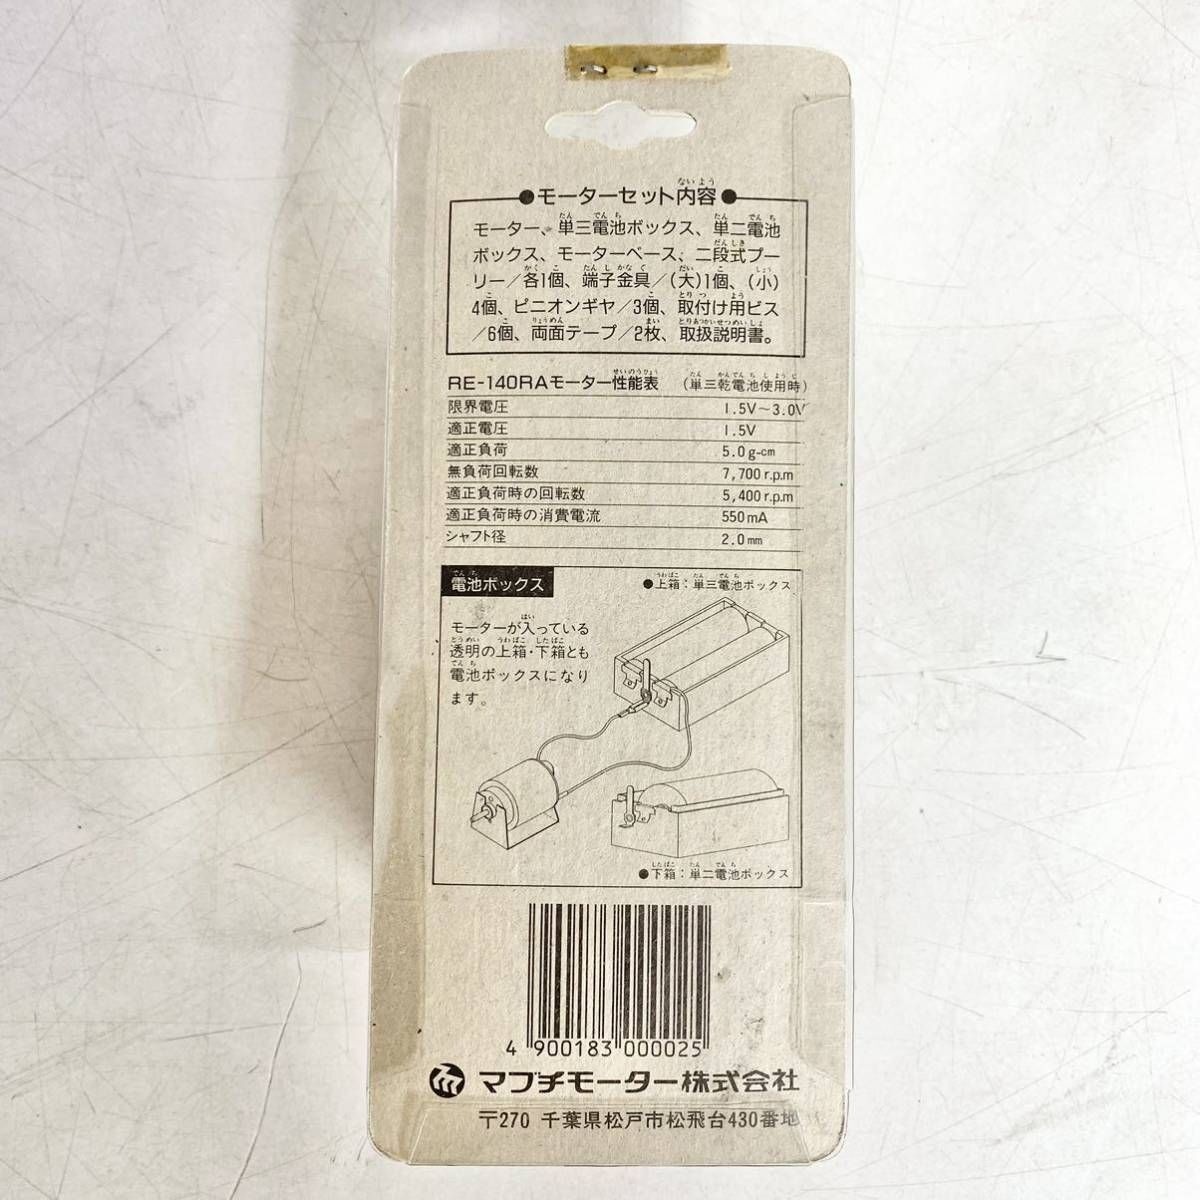 ●モーターセット内容●
モーター、単三電池ボックス、単二電池
ボックス、モーターベース、二段式プー
リー/各1個、端子金具/(大)1個、(小)
4個、ピニオンギヤ/3個、取付け用ビス
/6個、両面テープ/2枚、取扱説明書。
RE-140RAモーター性能表 (単三乾電池使用時)
限界電圧 1.5V~3.0V
適正電圧 1.5V
適正負荷 5.0g-cm
無負荷回転数 7,700r.p.m
適正負荷時の回転数 5,400r.p.m
適正負荷時の消費電流 550mA
シャフト径 2.0mm
電池ボックス
●上箱：単三電池ボックス
モーターが入っている
透明の上箱・下箱とも
電池ボックスになり
ます。
●下箱：単二電池ボックス
4 900183 000025
マブチモーター株式会社
〒270 千葉県松戸市松飛台430番地